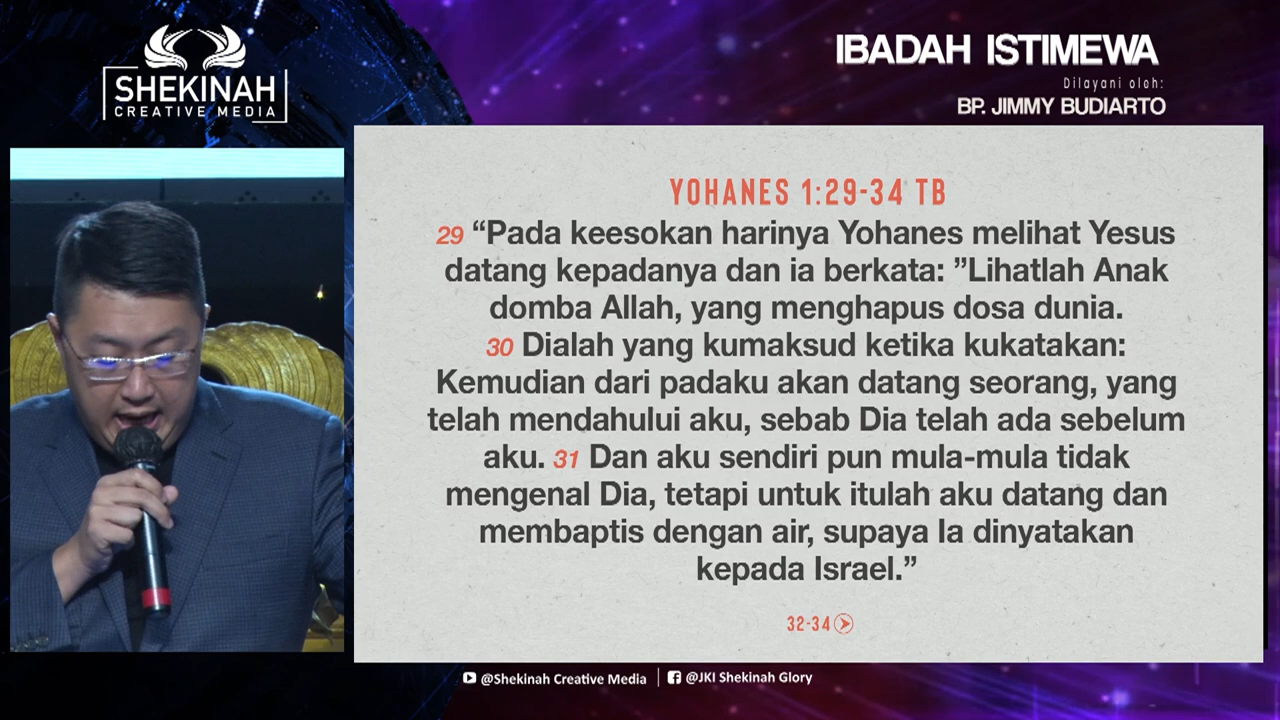 SHEKINAH
CREATIVE MEDIA
IBADAH ISTIMEWA
Dilayani oleh:
BP. JIMMY BUDIARTO
YOHANES 1:29-34 TB
29 “Pada keesokan harinya Yohanes melihat Yesus
datang kepadanya dan ia berkata: ”Lihatlah Anak
domba Allah, yang menghapus dosa dunia.
30 Dialah yang kumaksud ketika kukatakan:
Kemudian dari padaku akan datang seorang, yang
telah mendahului aku, sebab Dia telah ada sebelum
aku. 31 Dan aku sendiri pun mula-mula tidak
mengenal Dia, tetapi untuk itulah aku datang dan
membaptis dengan air, supaya Ia dinyatakan
kepada Israel.”
32-34
@Shekinah Creative Media | @JKI Shekinah Glory